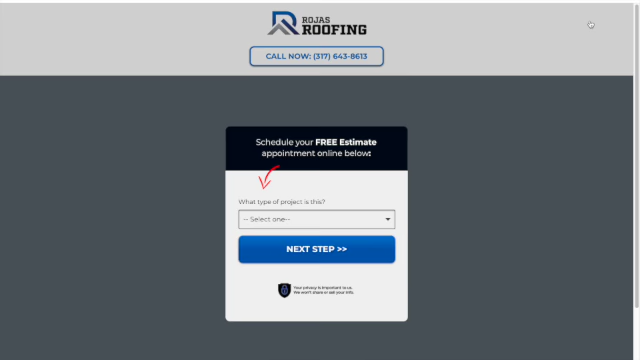 ROJAS
ROOFING
CALL NOW: (317) 643-8613
Schedule your FREE Estimate
appointment online below:
What type of project is this?
-- Select one--
NEXT STEP >>
Your privacy is important to us.
We won't share or sell your info.